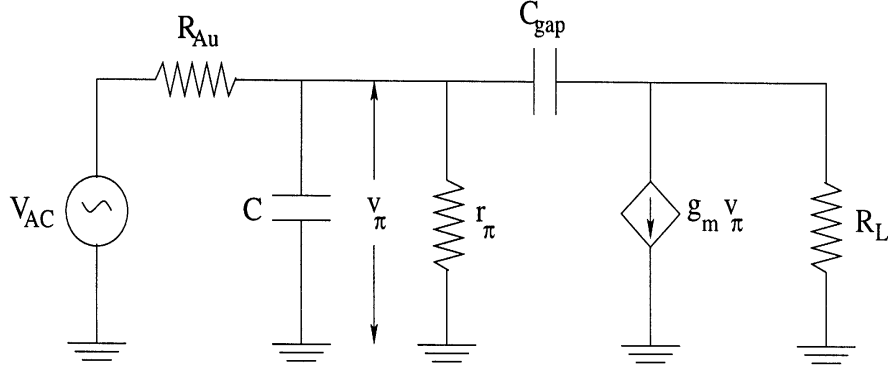 R_Au
C_gap
V_AC
C
v_π
r_π
g_m v_π
R_L